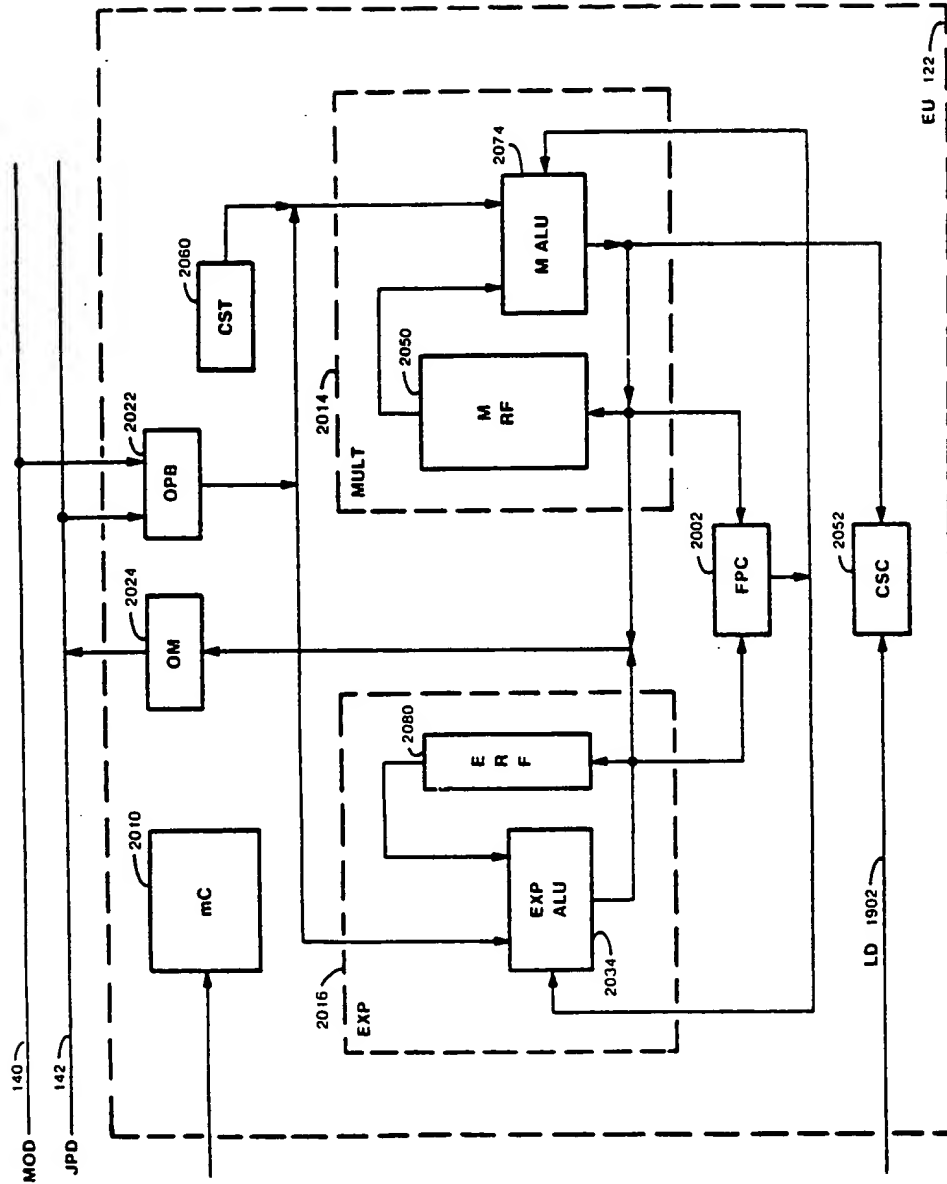 MOD
140
JPD
142
2010
mC
2024
OM
2022
OPB
2060
CST
2016
EXP
2080
E
R
F
EXP
ALU
2034
2014
MULT
2050
M
RF
2074
M ALU
2002
FPC
2052
CSC
LD 1902
EU 122